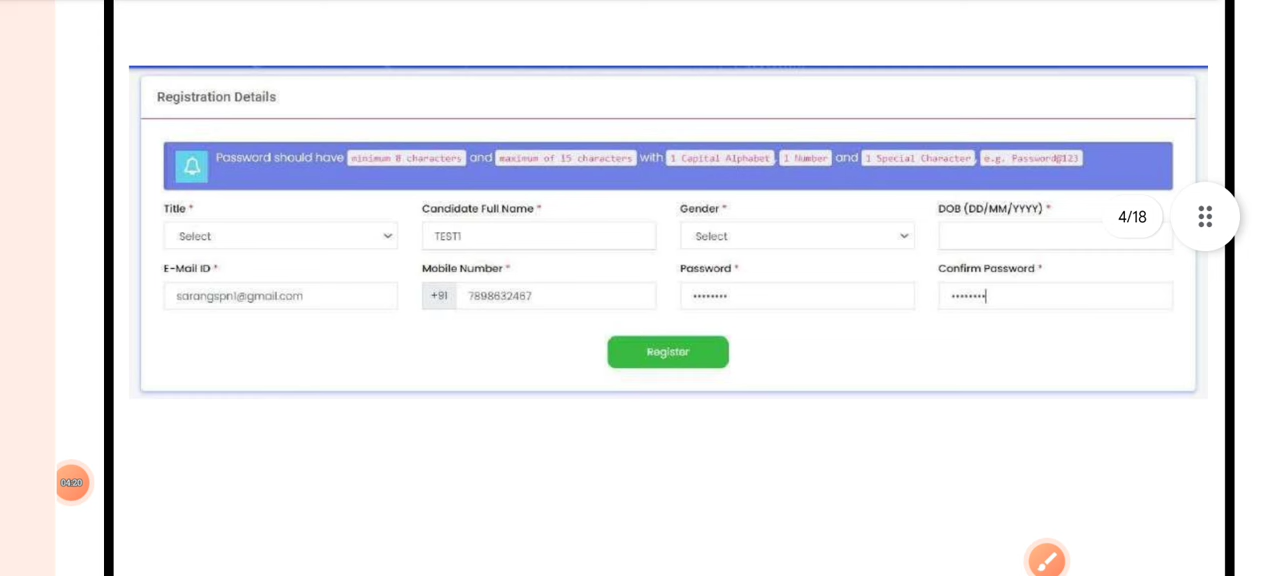 Registration Details
Password should have minimum 8 characters and maximum of 15 characters with 1 Capital Alphabet, 1 Number and 1 Special Character, e.g. Password@123
Title * Candidate Full Name * Gender * DOB (DD/MM/YYYY) *
4/18
Select TEST1 Select
E-Mail ID * Mobile Number * Password * Confirm Password *
sarangspn1@gmail.com +91 7898632467 •••••••• ••••••••
Register
04:20